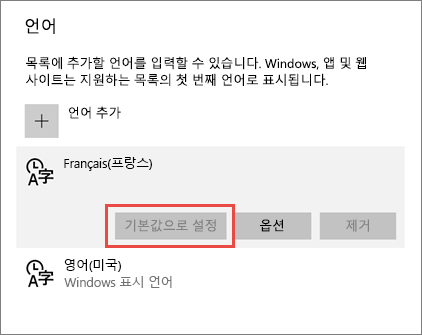 언어
목록에 추가할 언어를 입력할 수 있습니다. Windows, 앱 및 웹
사이트는 지원하는 목록의 첫 번째 언어로 표시됩니다.
언어 추가
Français(프랑스)
기본값으로 설정 옵션 제거
영어(미국)
Windows 표시 언어